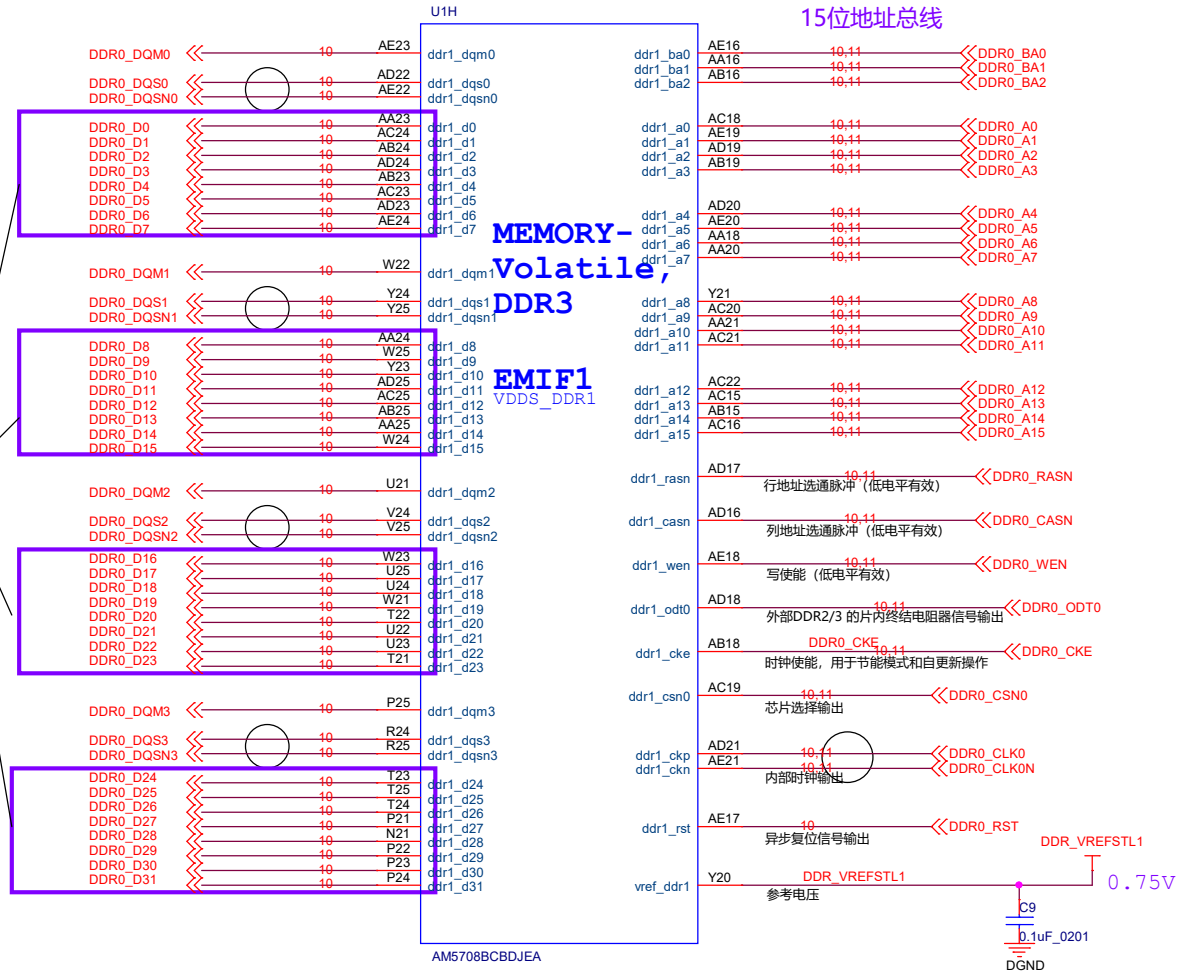 U1H
15位地址总线
DDR0_DQM0 10 AE23 ddr1_dqm0
DDR0_DQS0 10 AD22 ddr1_dqs0
DDR0_DQSN0 10 AE22 ddr1_dqsn0
DDR0_D0 10 AA23 ddr1_d0
DDR0_D1 10 AC24 ddr1_d1
DDR0_D2 10 AB24 ddr1_d2
DDR0_D3 10 AD24 ddr1_d3
DDR0_D4 10 AB23 ddr1_d4
DDR0_D5 10 AC23 ddr1_d5
DDR0_D6 10 AD23 ddr1_d6
DDR0_D7 10 AE24 ddr1_d7
DDR0_DQM1 10 W22 ddr1_dqm1
DDR0_DQS1 10 Y24 ddr1_dqs1
DDR0_DQSN1 10 Y25 ddr1_dqsn1
DDR0_D8 10 AA24 ddr1_d8
DDR0_D9 10 W25 ddr1_d9
DDR0_D10 10 Y23 ddr1_d10
DDR0_D11 10 AD25 ddr1_d11
DDR0_D12 10 AC25 ddr1_d12
DDR0_D13 10 AB25 ddr1_d13
DDR0_D14 10 AA25 ddr1_d14
DDR0_D15 10 W24 ddr1_d15
DDR0_DQM2 10 U21 ddr1_dqm2
DDR0_DQS2 10 V24 ddr1_dqs2
DDR0_DQSN2 10 V25 ddr1_dqsn2
DDR0_D16 10 W23 ddr1_d16
DDR0_D17 10 U25 ddr1_d17
DDR0_D18 10 U24 ddr1_d18
DDR0_D19 10 W21 ddr1_d19
DDR0_D20 10 T22 ddr1_d20
DDR0_D21 10 U22 ddr1_d21
DDR0_D22 10 U23 ddr1_d22
DDR0_D23 10 T21 ddr1_d23
DDR0_DQM3 10 P25 ddr1_dqm3
DDR0_DQS3 10 R24 ddr1_dqs3
DDR0_DQSN3 10 R25 ddr1_dqsn3
DDR0_D24 10 T23 ddr1_d24
DDR0_D25 10 T25 ddr1_d25
DDR0_D26 10 T24 ddr1_d26
DDR0_D27 10 P21 ddr1_d27
DDR0_D28 10 N21 ddr1_d28
DDR0_D29 10 P22 ddr1_d29
DDR0_D30 10 P23 ddr1_d30
DDR0_D31 10 P24 ddr1_d31
MEMORY-
Volatile,
DDR3
EMIF1
VDDS_DDR1
ddr1_ba0 AE16 10,11 DDR0_BA0
ddr1_ba1 AA16 10,11 DDR0_BA1
ddr1_ba2 AB16 10,11 DDR0_BA2
ddr1_a0 AC18 10,11 DDR0_A0
ddr1_a1 AE19 10,11 DDR0_A1
ddr1_a2 AD19 10,11 DDR0_A2
ddr1_a3 AB19 10,11 DDR0_A3
ddr1_a4 AD20 10,11 DDR0_A4
ddr1_a5 AE20 10,11 DDR0_A5
ddr1_a6 AA18 10,11 DDR0_A6
ddr1_a7 AA20 10,11 DDR0_A7
ddr1_a8 Y21 10,11 DDR0_A8
ddr1_a9 AC20 10,11 DDR0_A9
ddr1_a10 AA21 10,11 DDR0_A10
ddr1_a11 AC21 10,11 DDR0_A11
ddr1_a12 AC22 10,11 DDR0_A12
ddr1_a13 AC15 10,11 DDR0_A13
ddr1_a14 AB15 10,11 DDR0_A14
ddr1_a15 AC16 10,11 DDR0_A15
ddr1_rasn AD17 10,11 DDR0_RASN
行地址选通脉冲（低电平有效）
ddr1_casn AD16 10,11 DDR0_CASN
列地址选通脉冲（低电平有效）
ddr1_wen AE18 10,11 DDR0_WEN
写使能（低电平有效）
ddr1_odt0 AD18 10,11 DDR0_ODT0
外部DDR2/3 的片内终结电阻器信号输出
ddr1_cke AB18 DDR0_CKE 10,11 DDR0_CKE
时钟使能，用于节能模式和自更新操作
ddr1_csn0 AC19 10,11 DDR0_CSN0
芯片选择输出
ddr1_ckp AD21 10,11 DDR0_CLK0
ddr1_ckn AE21 10,11 DDR0_CLK0N
内部时钟输出
ddr1_rst AE17 10 DDR0_RST
异步复位信号输出
DDR_VREFSTL1
vref_ddr1 Y20 DDR_VREFSTL1 0.75V
参考电压
C9
0.1uF_0201
DGND
AM5708BCBDJEA